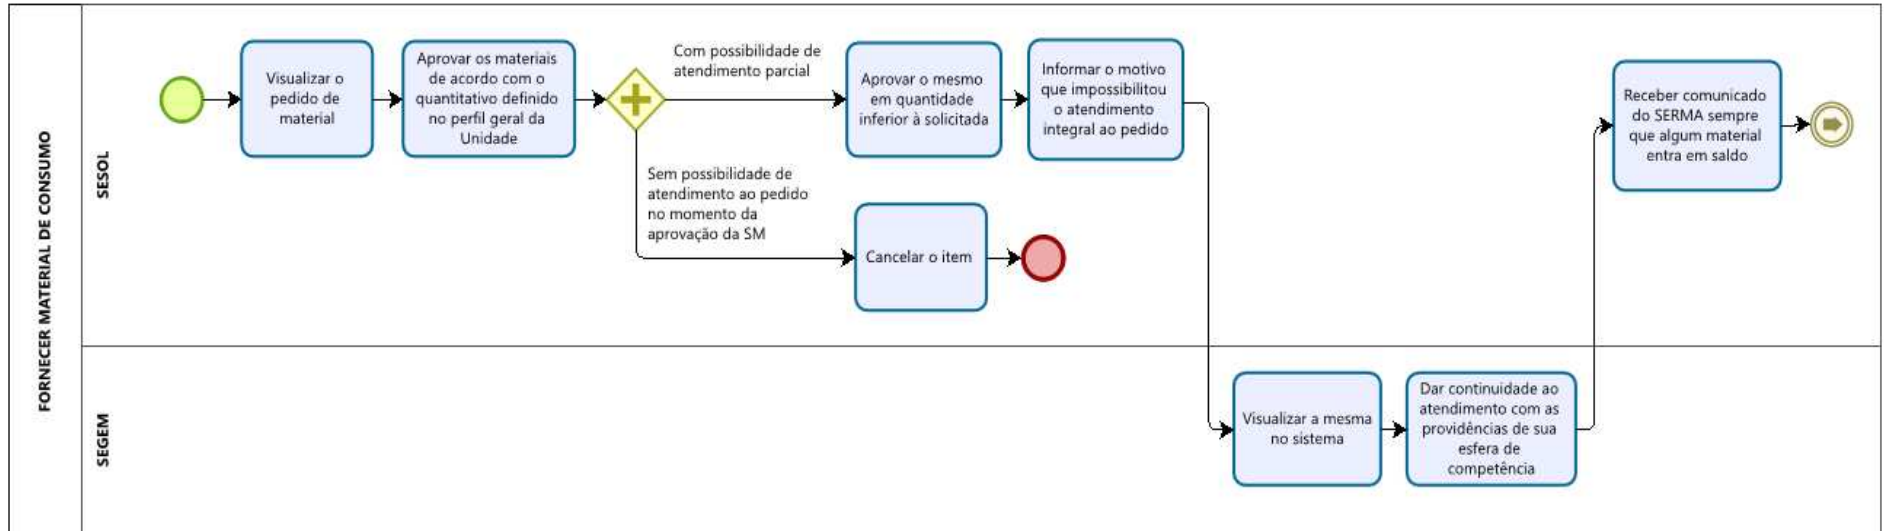 FORNECER MATERIAL DE CONSUMO
SESOL
Visualizar o
pedido de
material
Aprovar os materiais
de acordo com o
quantitativo definido
no perfil geral da
Unidade
Com possibilidade de
atendimento parcial
Aprovar o mesmo
em quantidade
inferior à solicitada
Informar o motivo
que impossibilitou
o atendimento
integral ao pedido
Sem possibilidade de
atendimento ao pedido
no momento da
aprovação da SM
Cancelar o item
Receber comunicado
do SERMA sempre
que algum material
entra em saldo
SEGEM
Visualizar a mesma
no sistema
Dar continuidade ao
atendimento com as
providências de sua
esfera de
competência